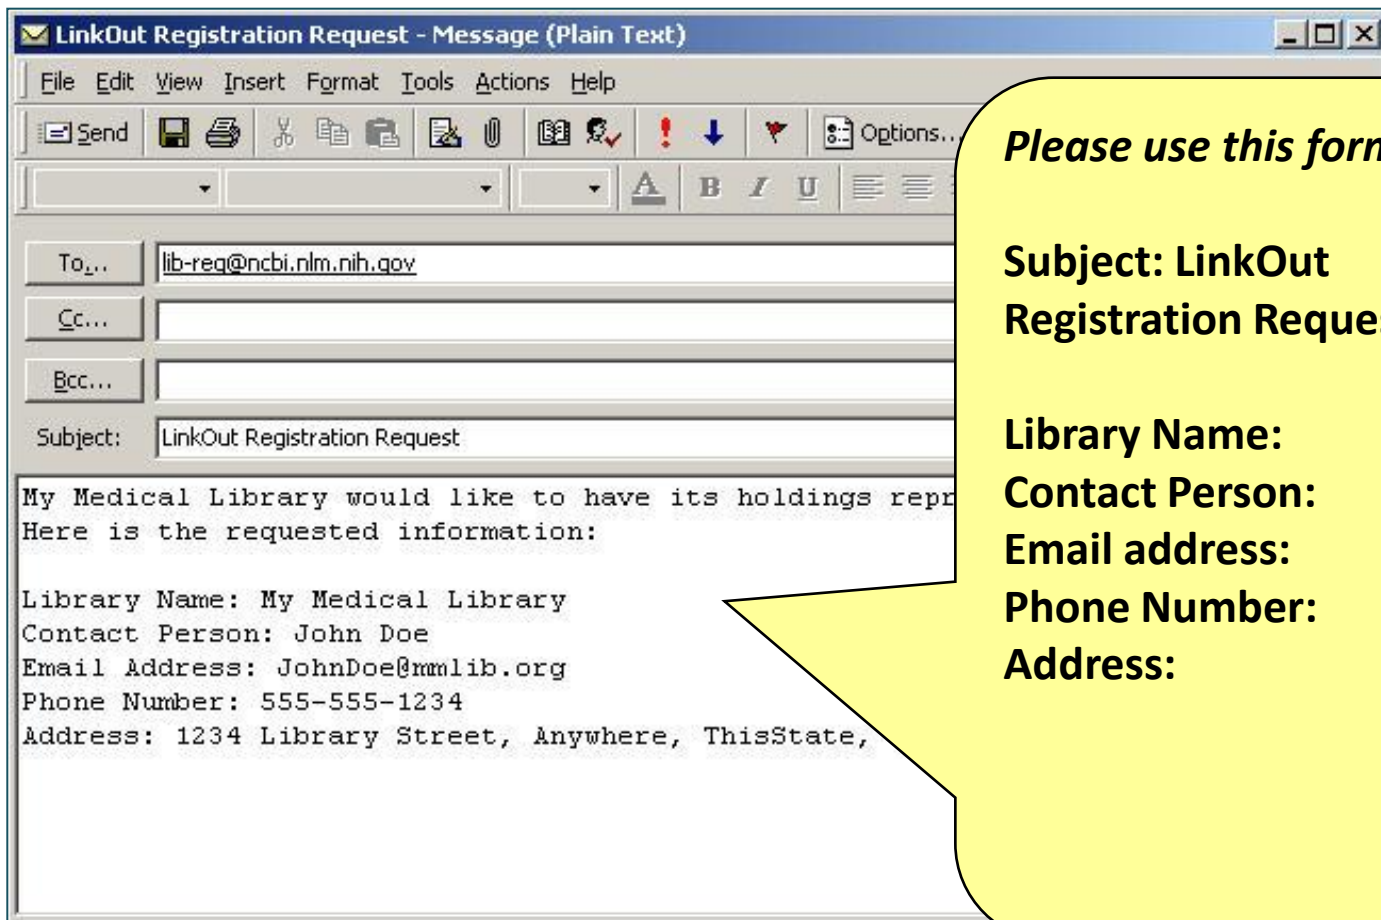 LinkOut Registration Request - Message (Plain Text)
File Edit View Insert Format Tools Actions Help
Send Options...
A B I U
To... lib-reg@ncbi.nlm.nih.gov
Cc...
Bcc...
Subject: LinkOut Registration Request
My Medical Library would like to have its holdings repr
Here is the requested information:
Library Name: My Medical Library
Contact Person: John Doe
Email Address: JohnDoe@mmlib.org
Phone Number: 555-555-1234
Address: 1234 Library Street, Anywhere, ThisState,
Please use this
Subject: LinkOut
Registration
Library Name:
Contact Person:
Email address:
Phone Number:
Address: